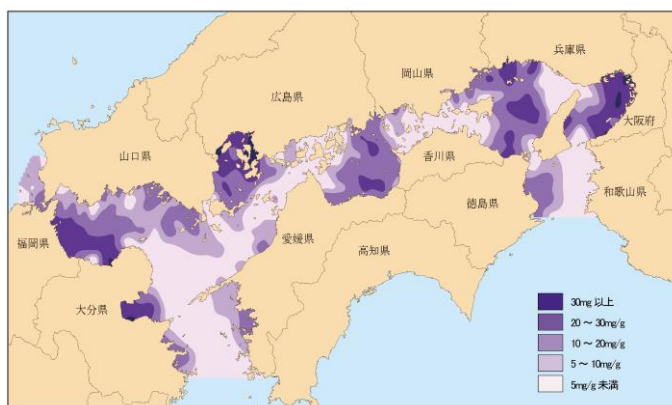 兵庫県
岡山県
広島県
大阪府
山口県
香川県
和歌山県
徳島県
愛媛県
福岡県
高知県
大分県
30mg 以上
20 ~ 30mg/g
10 ~ 20mg/g
5 ~ 10mg/g
5mg/g 未満